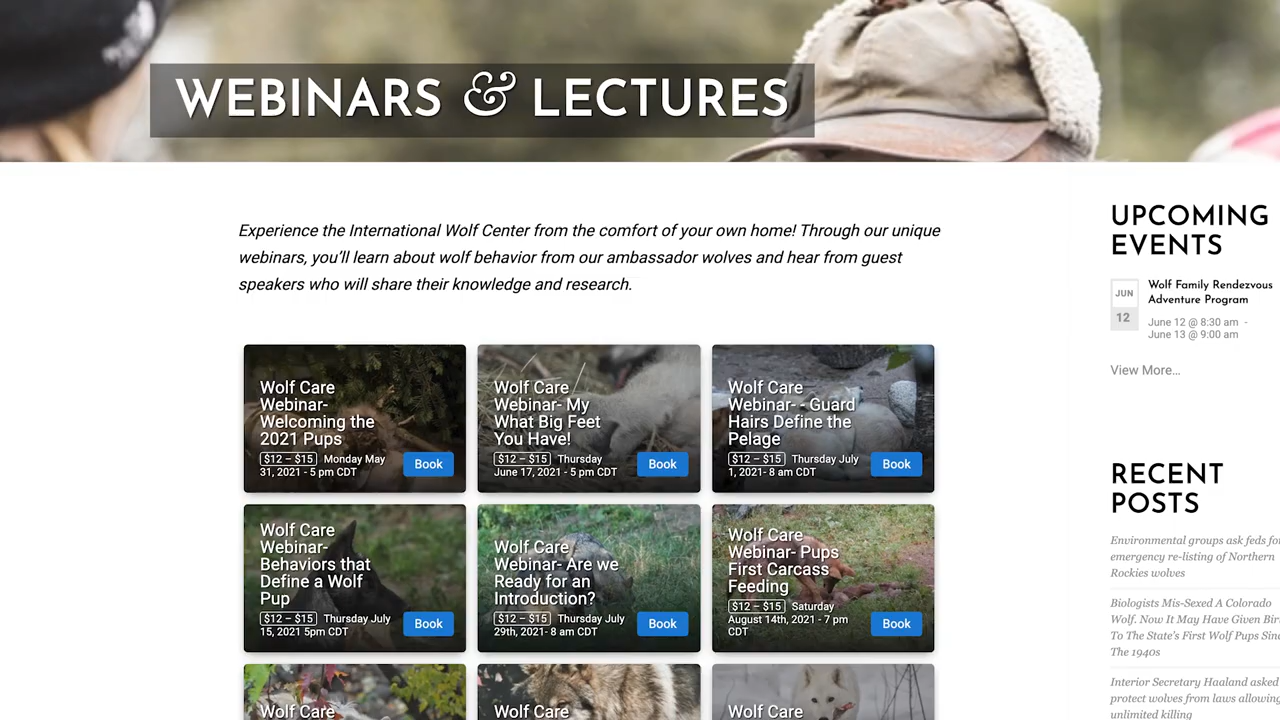 WEBINARS & LECTURES
Experience the International Wolf Center from the comfort of your own home! Through our unique
webinars, you'll learn about wolf behavior from our ambassador wolves and hear from guest
speakers who will share their knowledge and research.
Wolf Care
Webinar-
Welcoming the
2021 Pups
$12 – $15 Monday May
31, 2021 - 5 pm CDT
Book
Wolf Care
Webinar- My
What Big Feet
You Have!
$12 – $15 Thursday
June 17, 2021 - 5 pm CDT
Book
Wolf Care
Webinar- - Guard
Hairs Define the
Pelage
$12 – $15 Thursday July
1, 2021- 8 am CDT
Book
Wolf Care
Webinar-
Behaviors that
Define a Wolf
Pup
$12 – $15 Thursday July
15, 2021 5pm CDT
Book
Wolf Care
Webinar- Are we
Ready for an
Introduction?
$12 – $15 Thursday July
29th, 2021- 8 am CDT
Book
Wolf Care
Webinar- Pups
First Carcass
Feeding
$12 – $15 Saturday
August 14th, 2021 - 7 pm
CDT
Book
Wolf Care
Wolf Care
Wolf Care
UPCOMING
EVENTS
JUN
12
Wolf Family Rendezvous
Adventure Program
June 12 @ 8:30 am -
June 13 @ 9:00 am
View More...
RECENT
POSTS
Environmental groups ask feds for
emergency re-listing of Northern
Rockies wolves
Biologists Mis-Sexed A Colorado
Wolf. Now It May Have Given
To The State's First Wolf Pups
The 1940s
Interior Secretary Haaland asked
protect wolves from laws allowing
unlimited killing